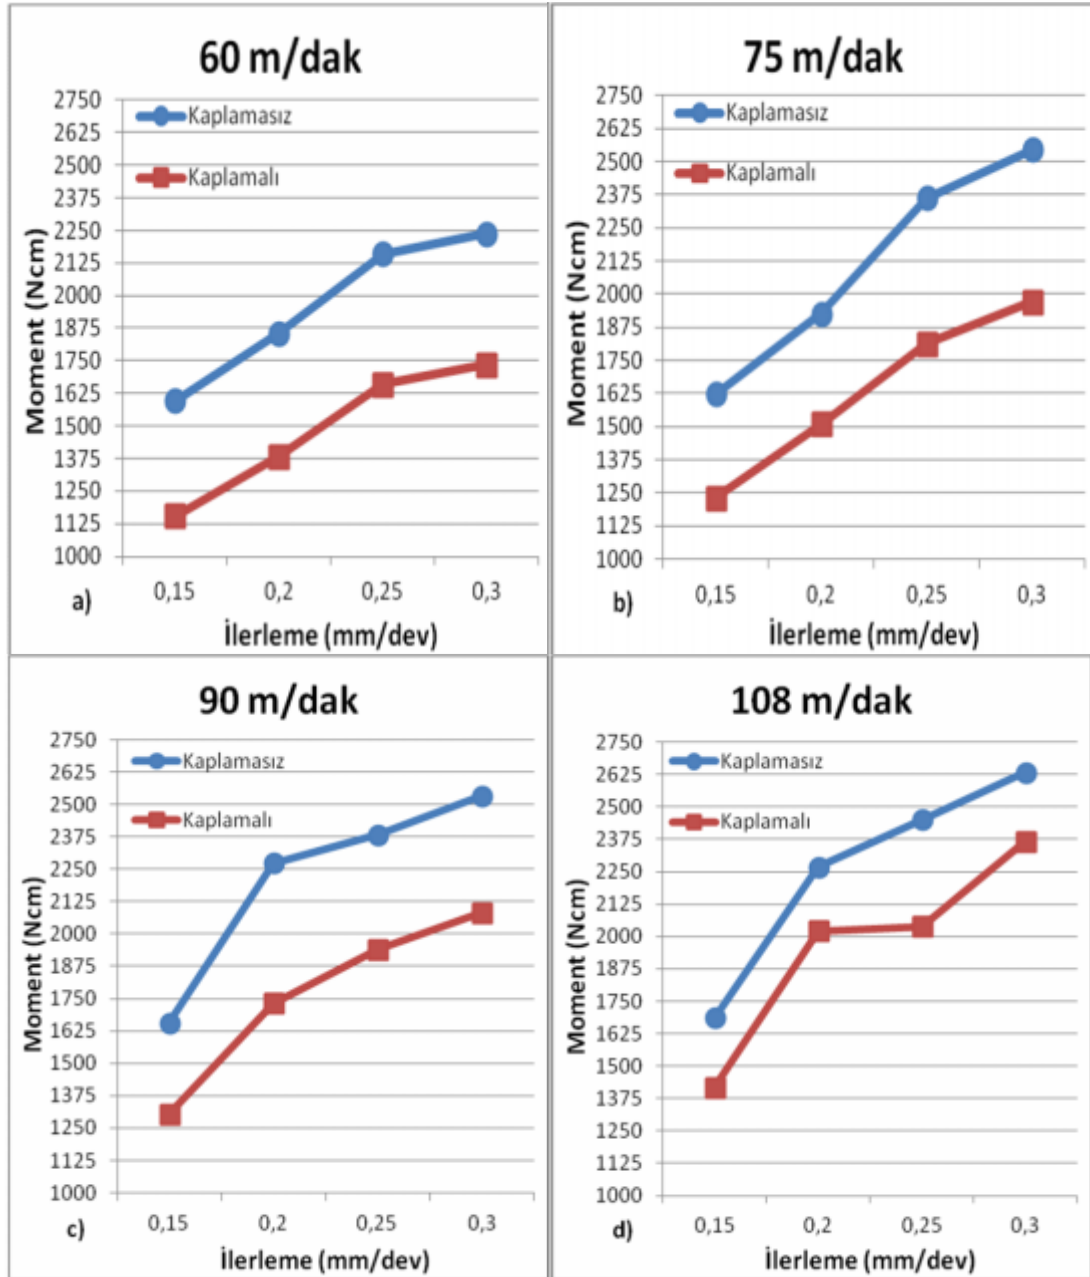 60 m/dak
2750
2625
2500
2375
2250
2125
2000
1875
1750
1625
1500
1375
1250
1125
1000
Kaplamasız
Kaplamalı
Moment (Ncm)
0,15 0,2 0,25 0,3
a)
İlerleme (mm/dev)
75 m/dak
2750
2625
2500
2375
2250
2125
2000
1875
1750
1625
1500
1375
1250
1125
1000
Kaplamasız
Kaplamalı
Moment (Ncm)
0,15 0,2 0,25 0,3
b)
İlerleme (mm/dev)
90 m/dak
2750
2625
2500
2375
2250
2125
2000
1875
1750
1625
1500
1375
1250
1125
1000
Kaplamasız
Kaplamalı
Moment (Ncm)
0,15 0,2 0,25 0,3
c)
İlerleme (mm/dev)
108 m/dak
2750
2625
2500
2375
2250
2125
2000
1875
1750
1625
1500
1375
1250
1125
1000
Kaplamasız
Kaplamalı
Moment (Ncm)
0,15 0,2 0,25 0,3
d)
İlerleme (mm/dev)